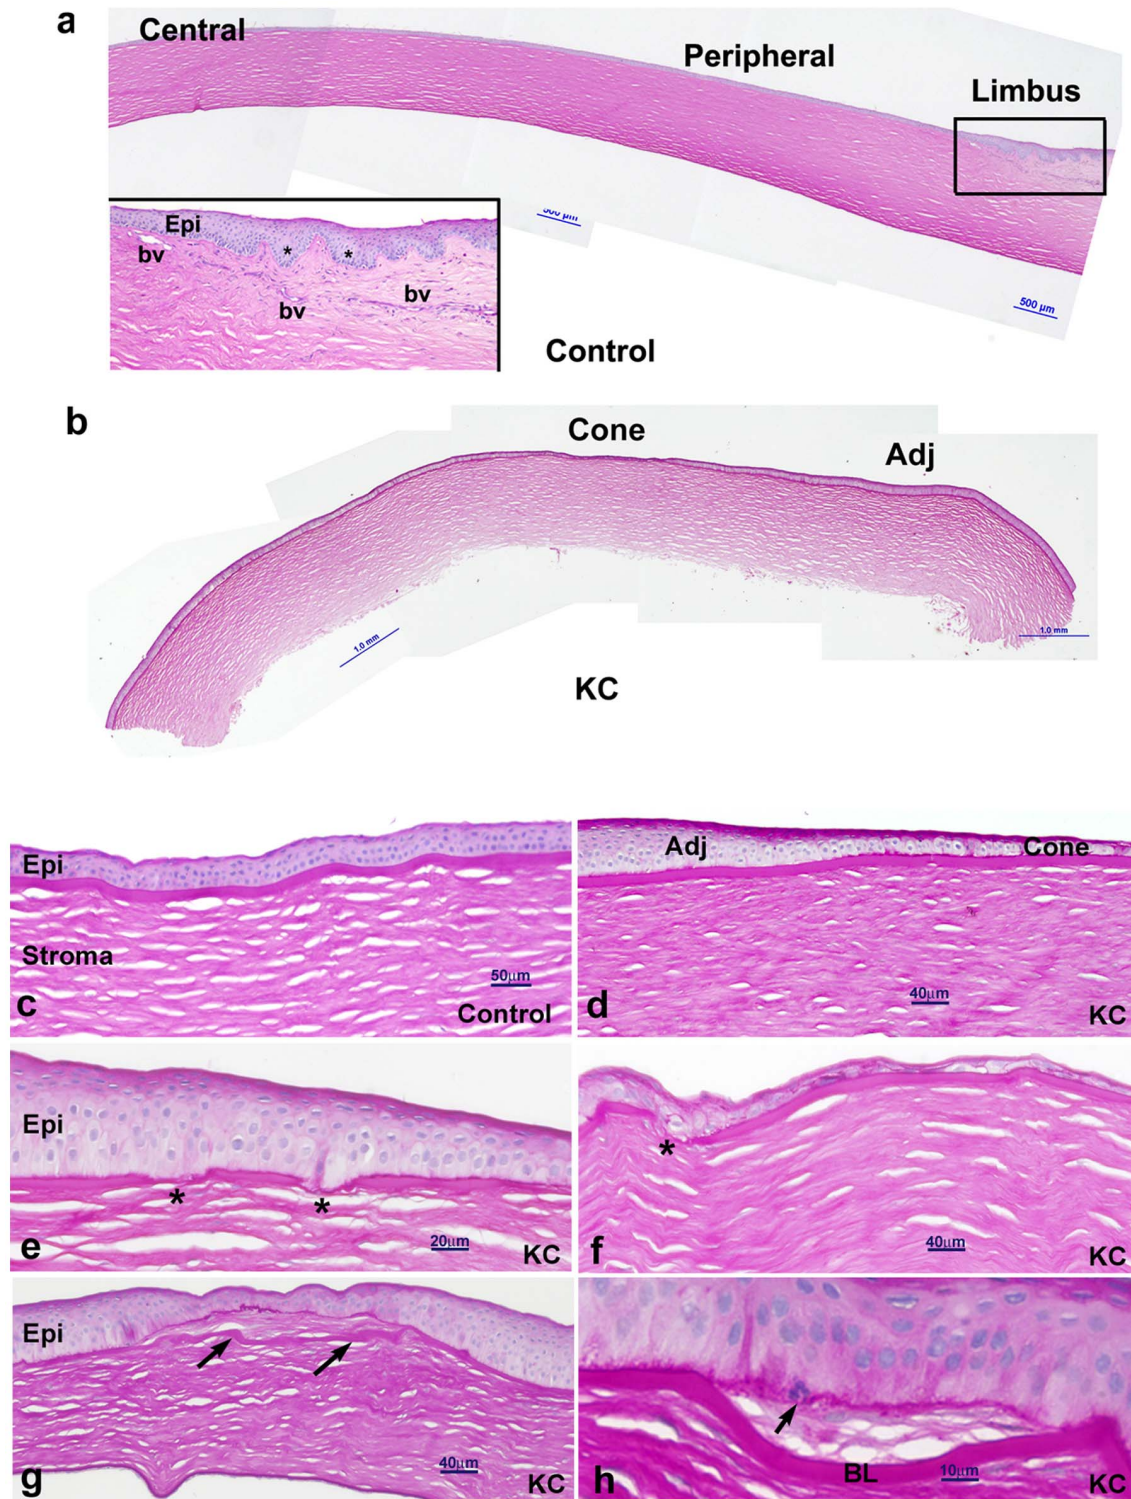 a
Central
Peripheral
Limbus
Epi
*
*
bv
bv
bv
500 µm
500 µm
Control
b
Cone
Adj
1.0 mm
1.0 mm
KC
Epi
Stroma
50µm
c
Control
Adj
Cone
40µm
d
KC
Epi
*
*
20µm
e
KC
*
40µm
f
KC
Epi
40µm
g
KC
BL
10µm
h
KC